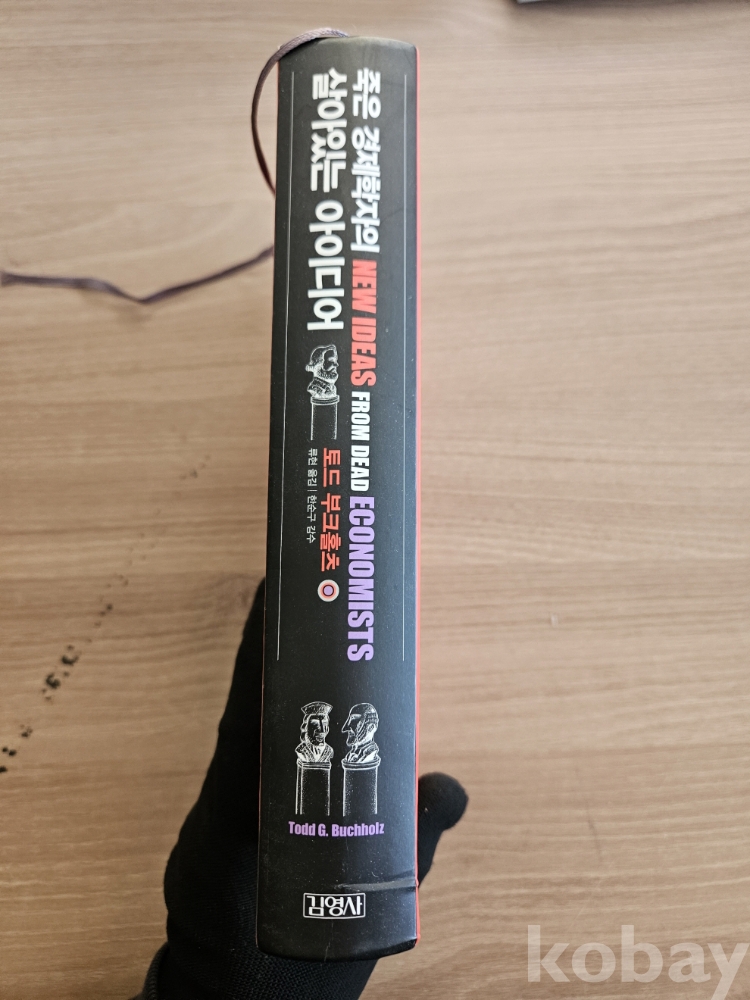 죽은 경제학자의
살아있는 아이디어
NEW IDEAS FROM DEAD ECONOMISTS
토드 부크홀츠
류현 옮김 | 한순구 감수
Todd G. Buchholz
김영사
kobay